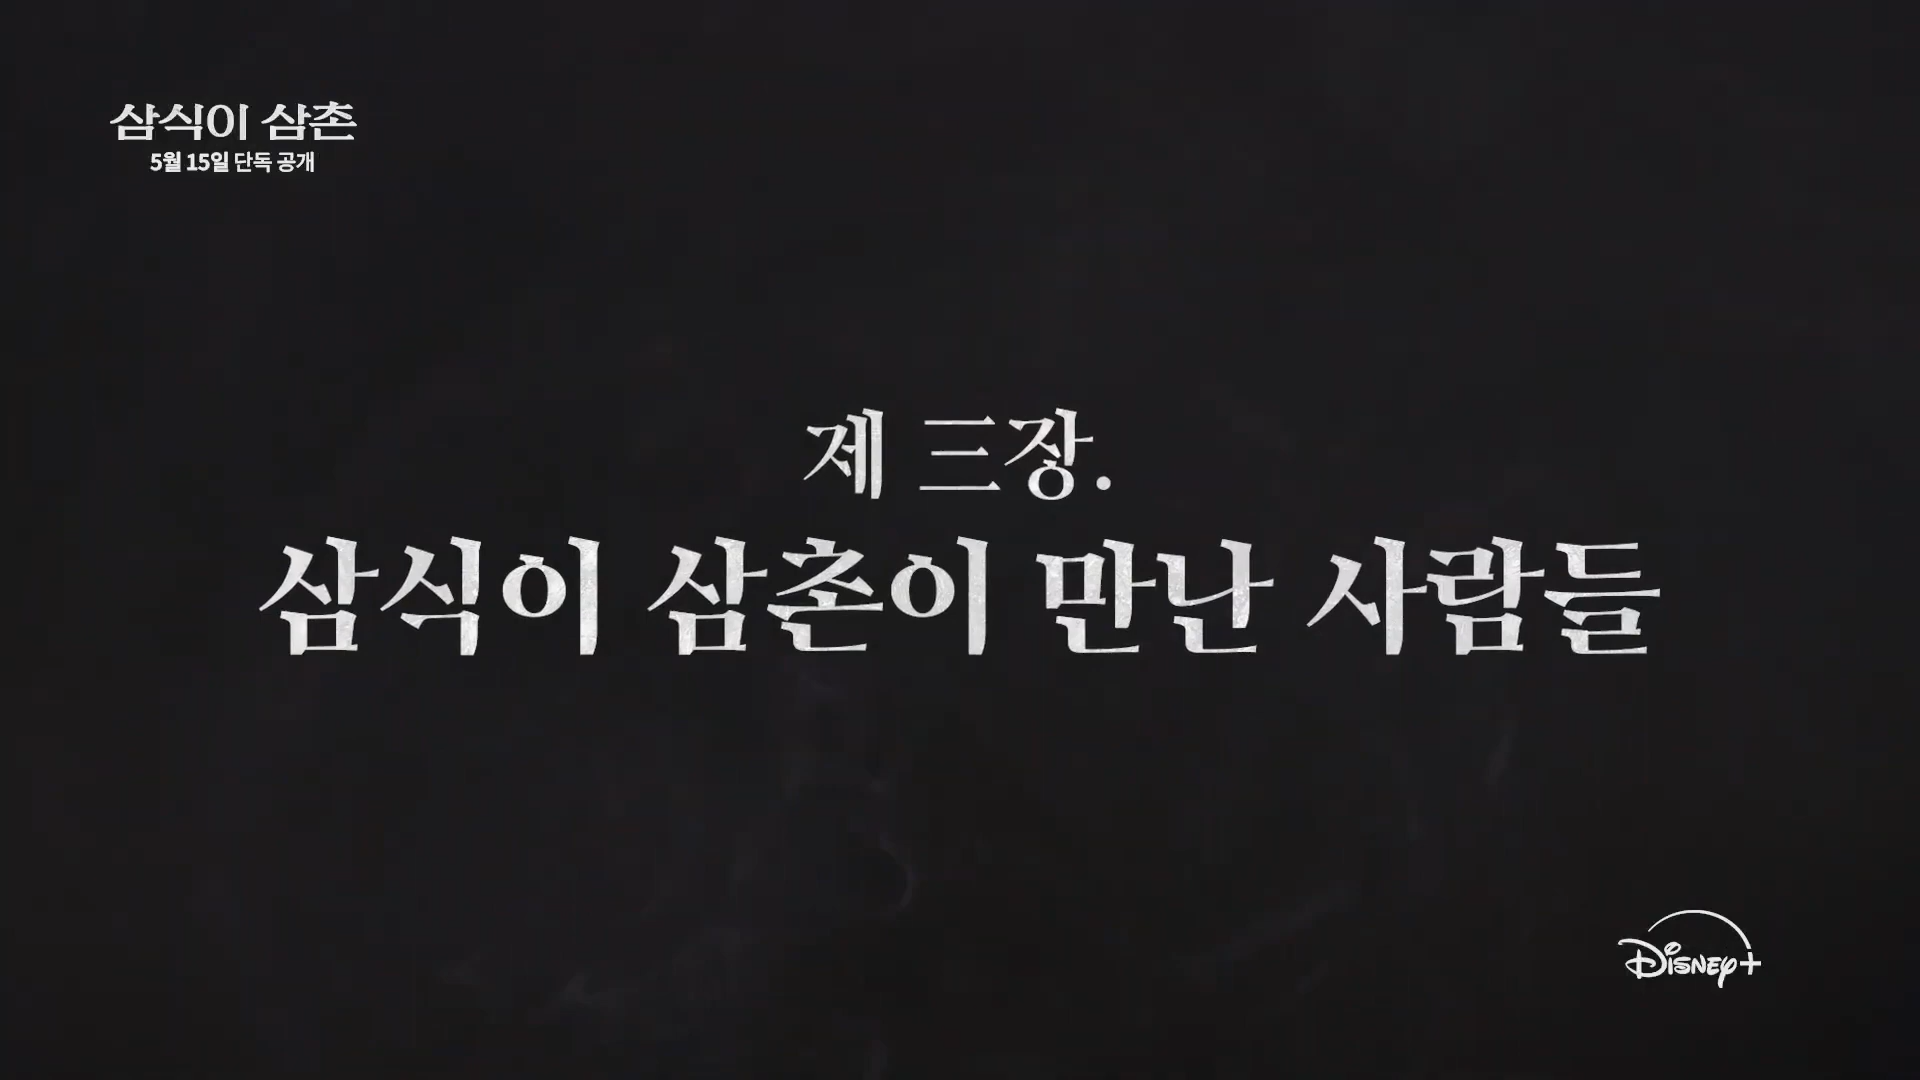 삼식이 삼촌
5월 15일 단독 공개
제 三장.
삼식이 삼촌이 만난 사람들
Disney+